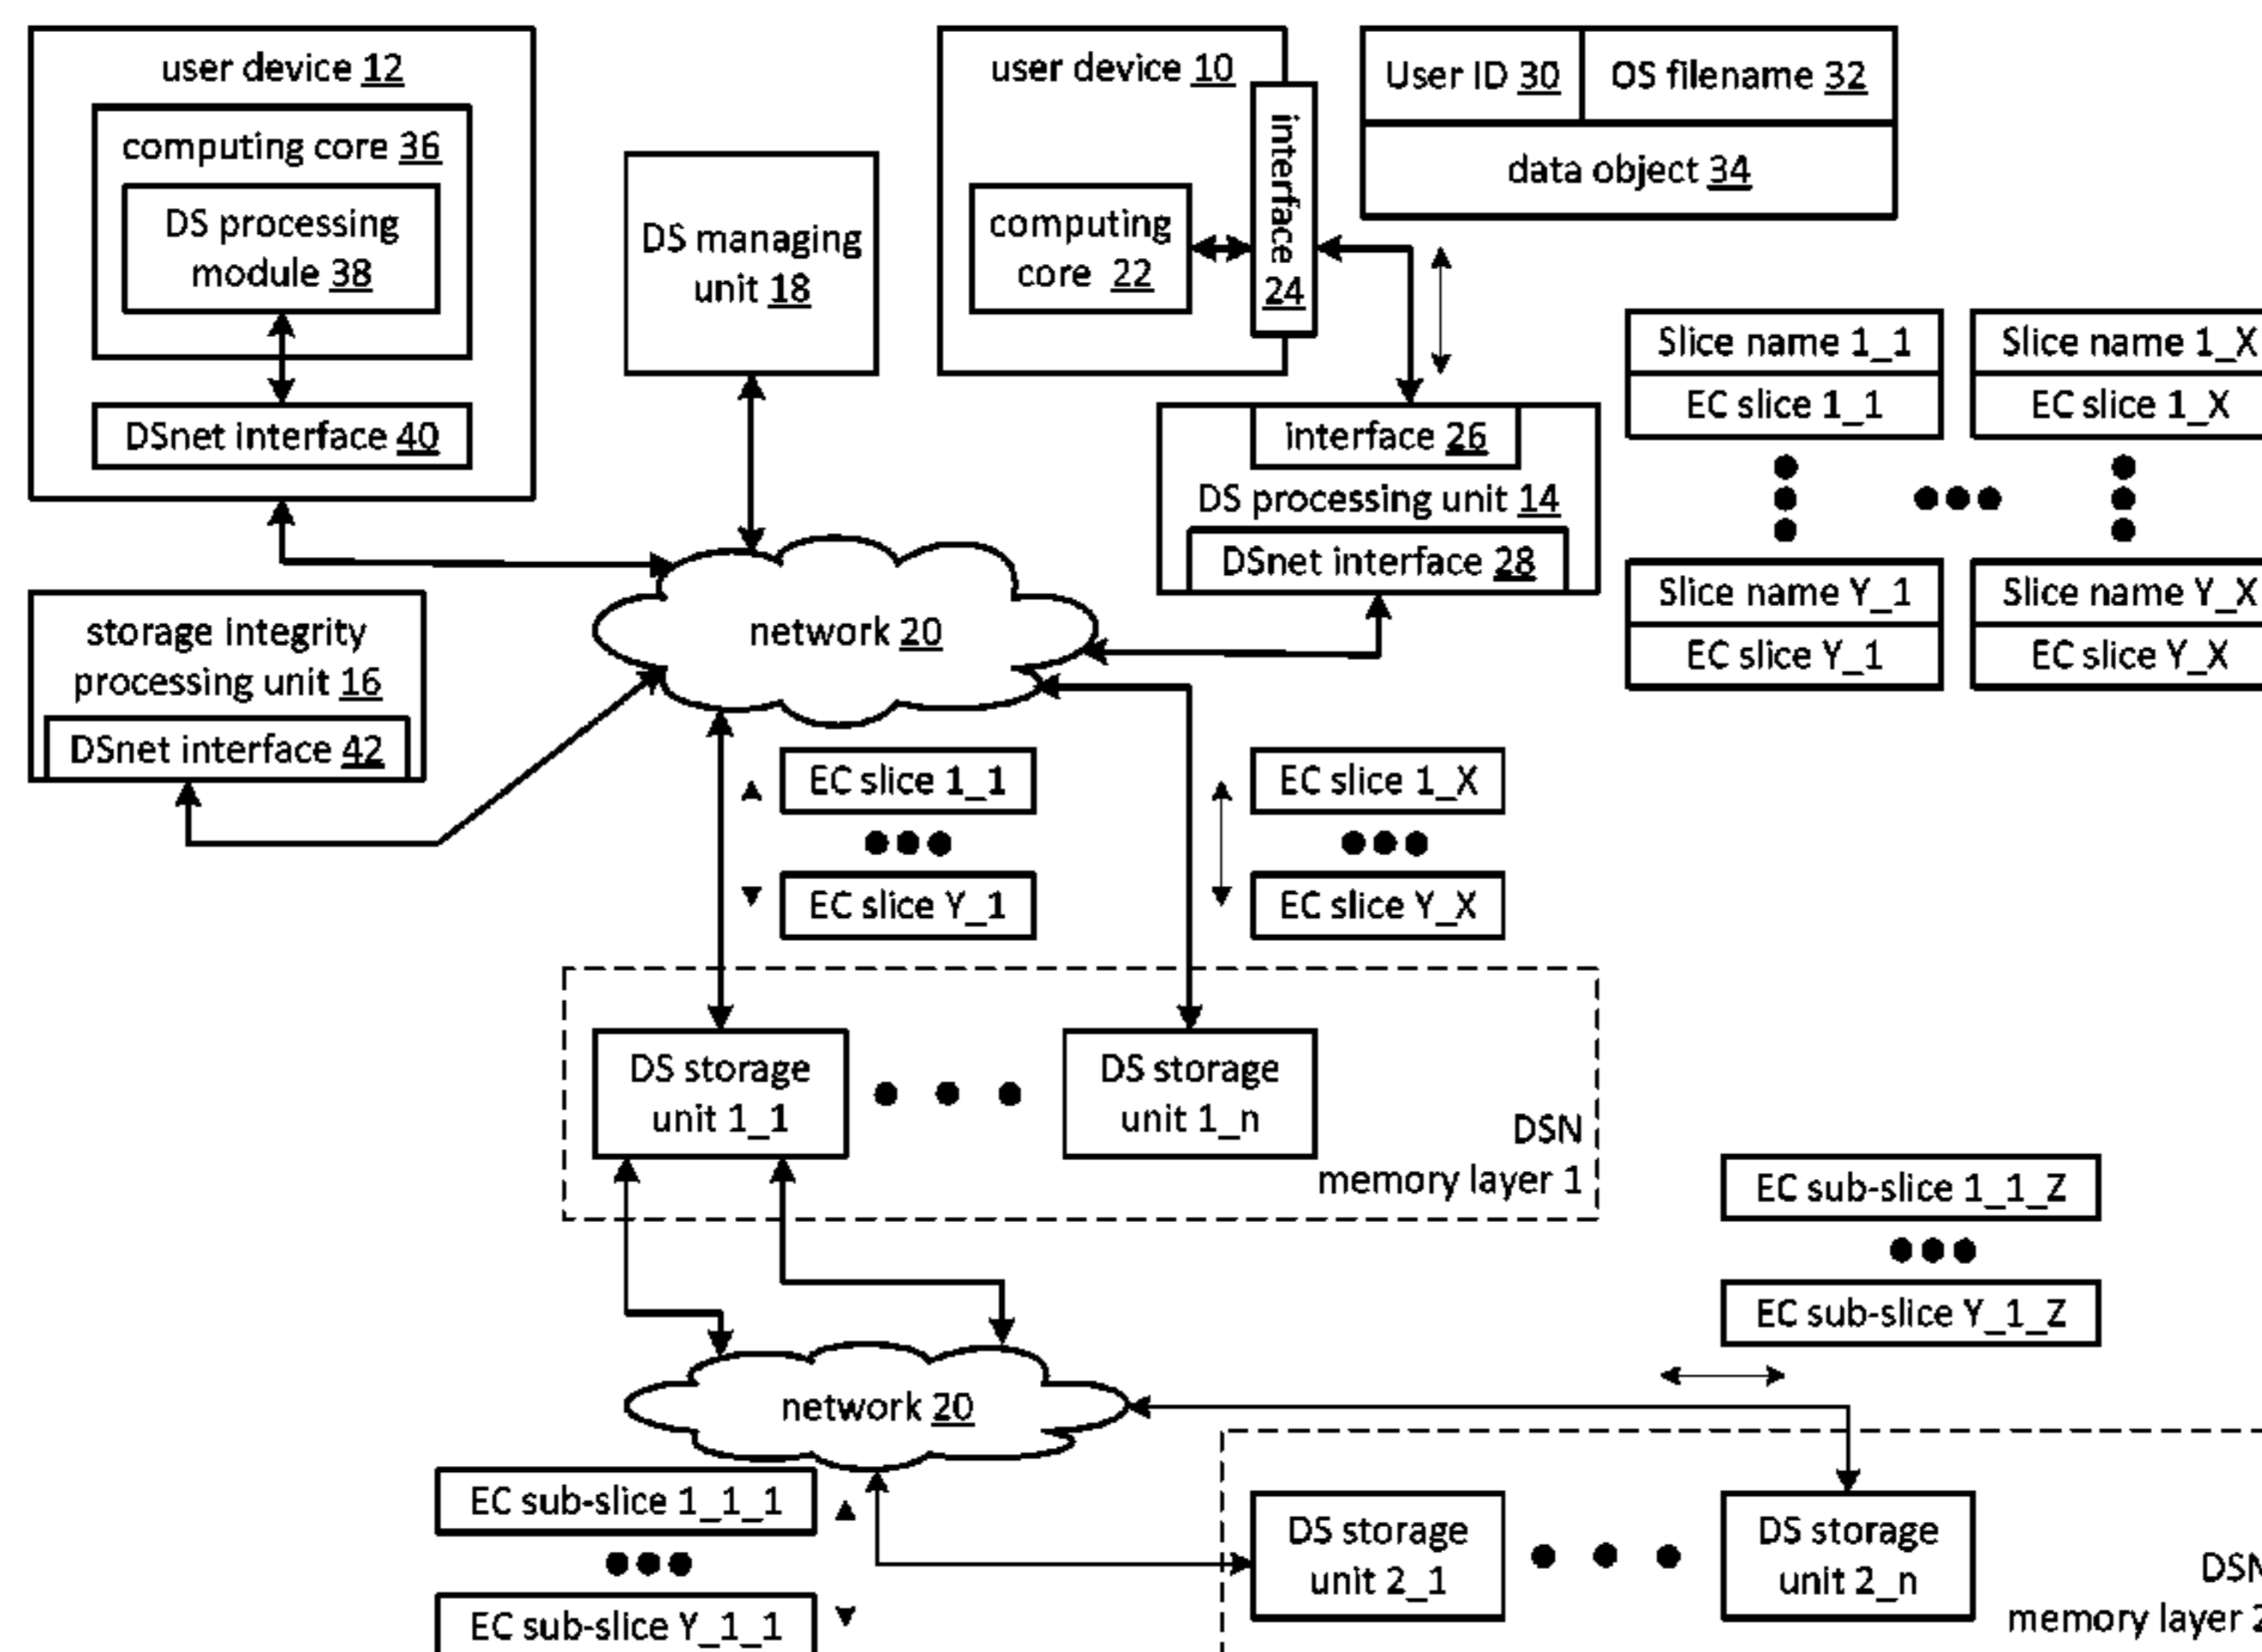 user device 12
computing core 36
DS processing
module 38
DSnet interface 40
DS managing
unit 18
user device 10
computing
core 22
interface
24
User ID 30
OS filename 32
data object 34
interface 26
DS processing unit 14
DSnet interface 28
Slice name 1_1
EC slice 1_1
Slice name 1_X
EC slice 1_X
Slice name Y_1
EC slice Y_1
Slice name Y_X
EC slice Y_X
storage integrity
processing unit 16
DSnet interface 42
network 20
EC slice 1_1
EC slice Y_1
EC slice 1_X
EC slice Y_X
DS storage
unit 1_1
DS storage
unit 1_n
DSN
memory layer 1
EC sub-slice 1_1_Z
EC sub-slice Y_1_Z
network 20
EC sub-slice 1_1_1
EC sub-slice Y_1_1
DS storage
unit 2_1
DS storage
unit 2_n
DSN
memory layer 2